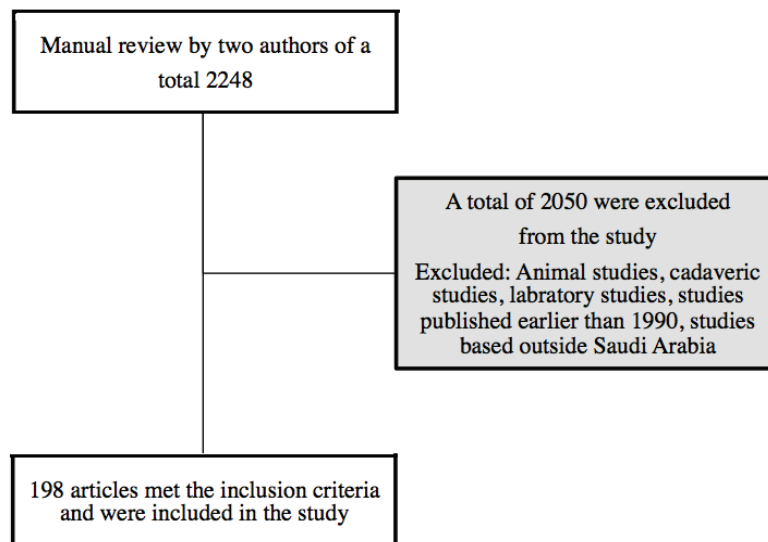 Manual review by two authors of a
total 2248
A total of 2050 were excluded
from the study
Excluded: Animal studies, cadaveric
studies, labratory studies, studies
published earlier than 1990, studies
based outside Saudi Arabia
198 articles met the inclusion criteria
and were included in the study